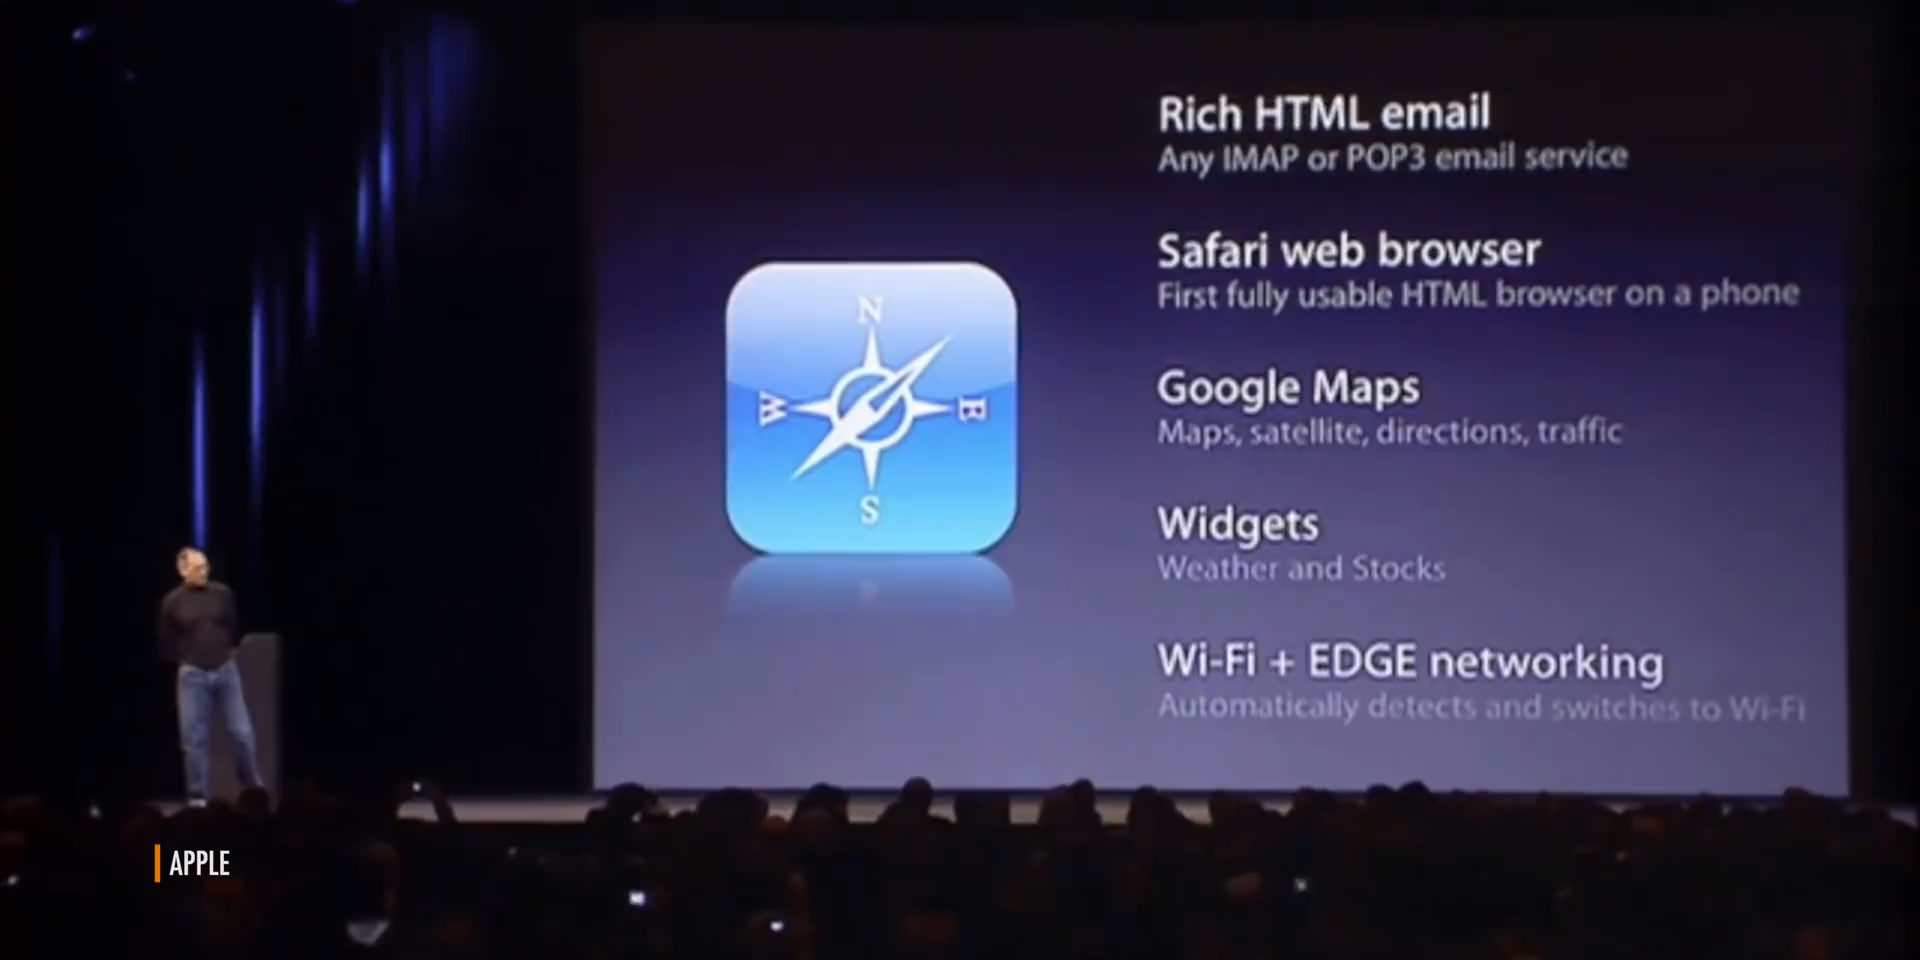 Rich HTML email
Any IMAP or POP3 email service
Safari web browser
First fully usable HTML browser on a phone
N
W
E
S
Google Maps
Maps, satellite, directions, traffic
Widgets
Weather and Stocks
Wi-Fi + EDGE networking
Automatically detects and switches to Wi-Fi
APPLE